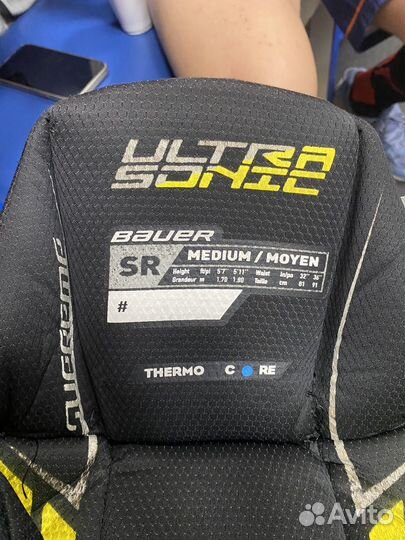 ULTRA
SONIC
BAUER
SR MEDIUM / MOYEN
Height ft/pi 5'7 5'11" Waist in/po 32" 36"
Grandeur m 1,70 1,80 Taille cm 81 91
#
THERMO CORE
SUPREME
Avito